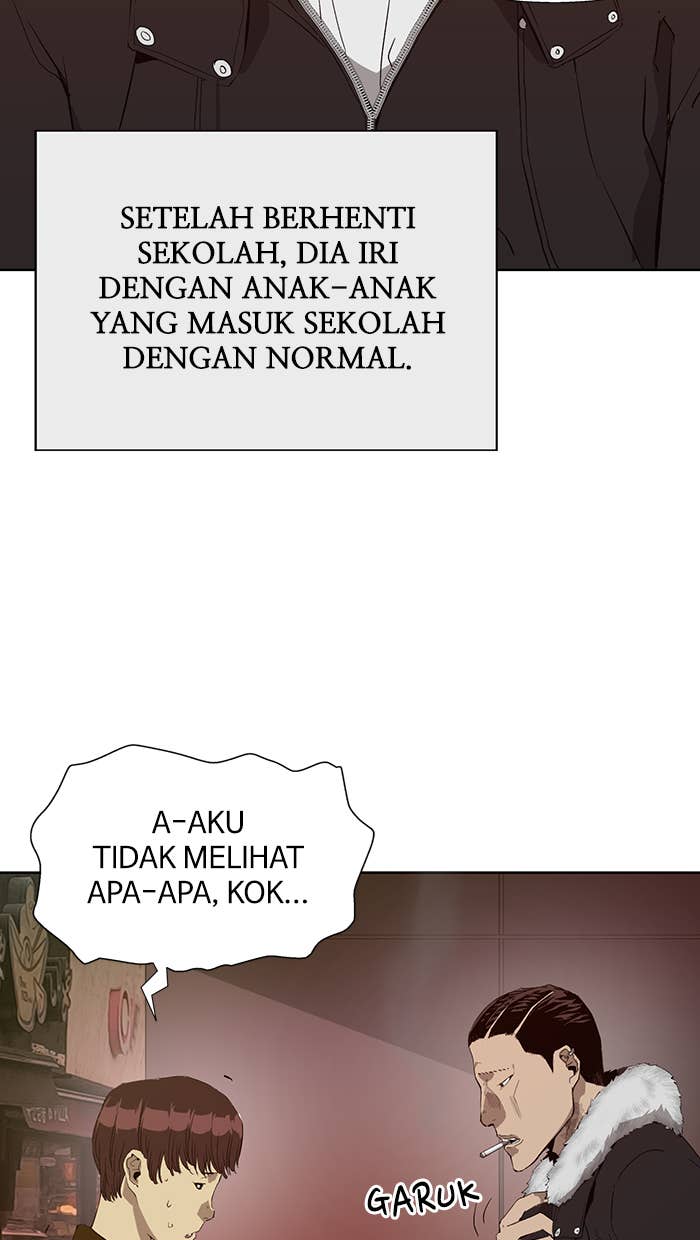 SETELAH BERHENTI
SEKOLAH, DIA IRI
DENGAN ANAK-ANAK
YANG MASUK SEKOLAH
DENGAN NORMAL.
A-AKU
TIDAK MELIHAT
APA-APA, KOK...
GARUK